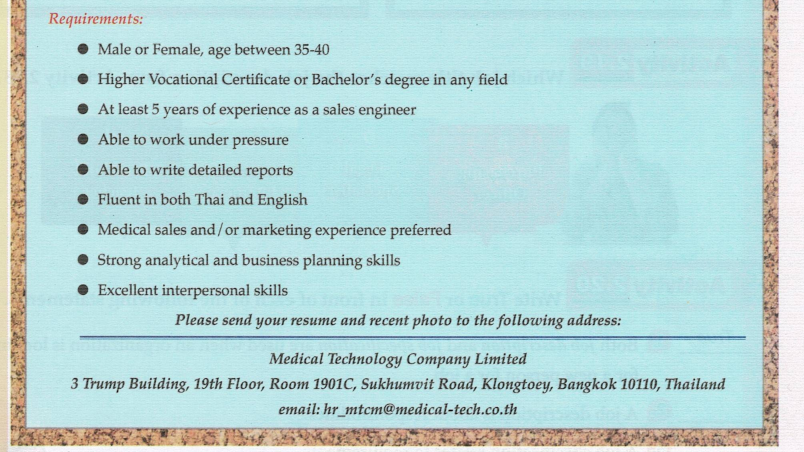 Requirements:
● Male or Female, age between 35-40
● Higher Vocational Certificate or Bachelor's degree in any field
● At least 5 years of experience as a sales engineer
● Able to work under pressure
● Able to write detailed reports
● Fluent in both Thai and English
● Medical sales and/or marketing experience preferred
● Strong analytical and business planning skills
● Excellent interpersonal skills
Please send your resume and recent photo to the following address:
Medical Technology Company Limited
3 Trump Building, 19th Floor, Room 1901C, Sukhumvit Road, Klongtoey, Bangkok 10110, Thailand
email: hr_mtcm@medical-tech.co.th